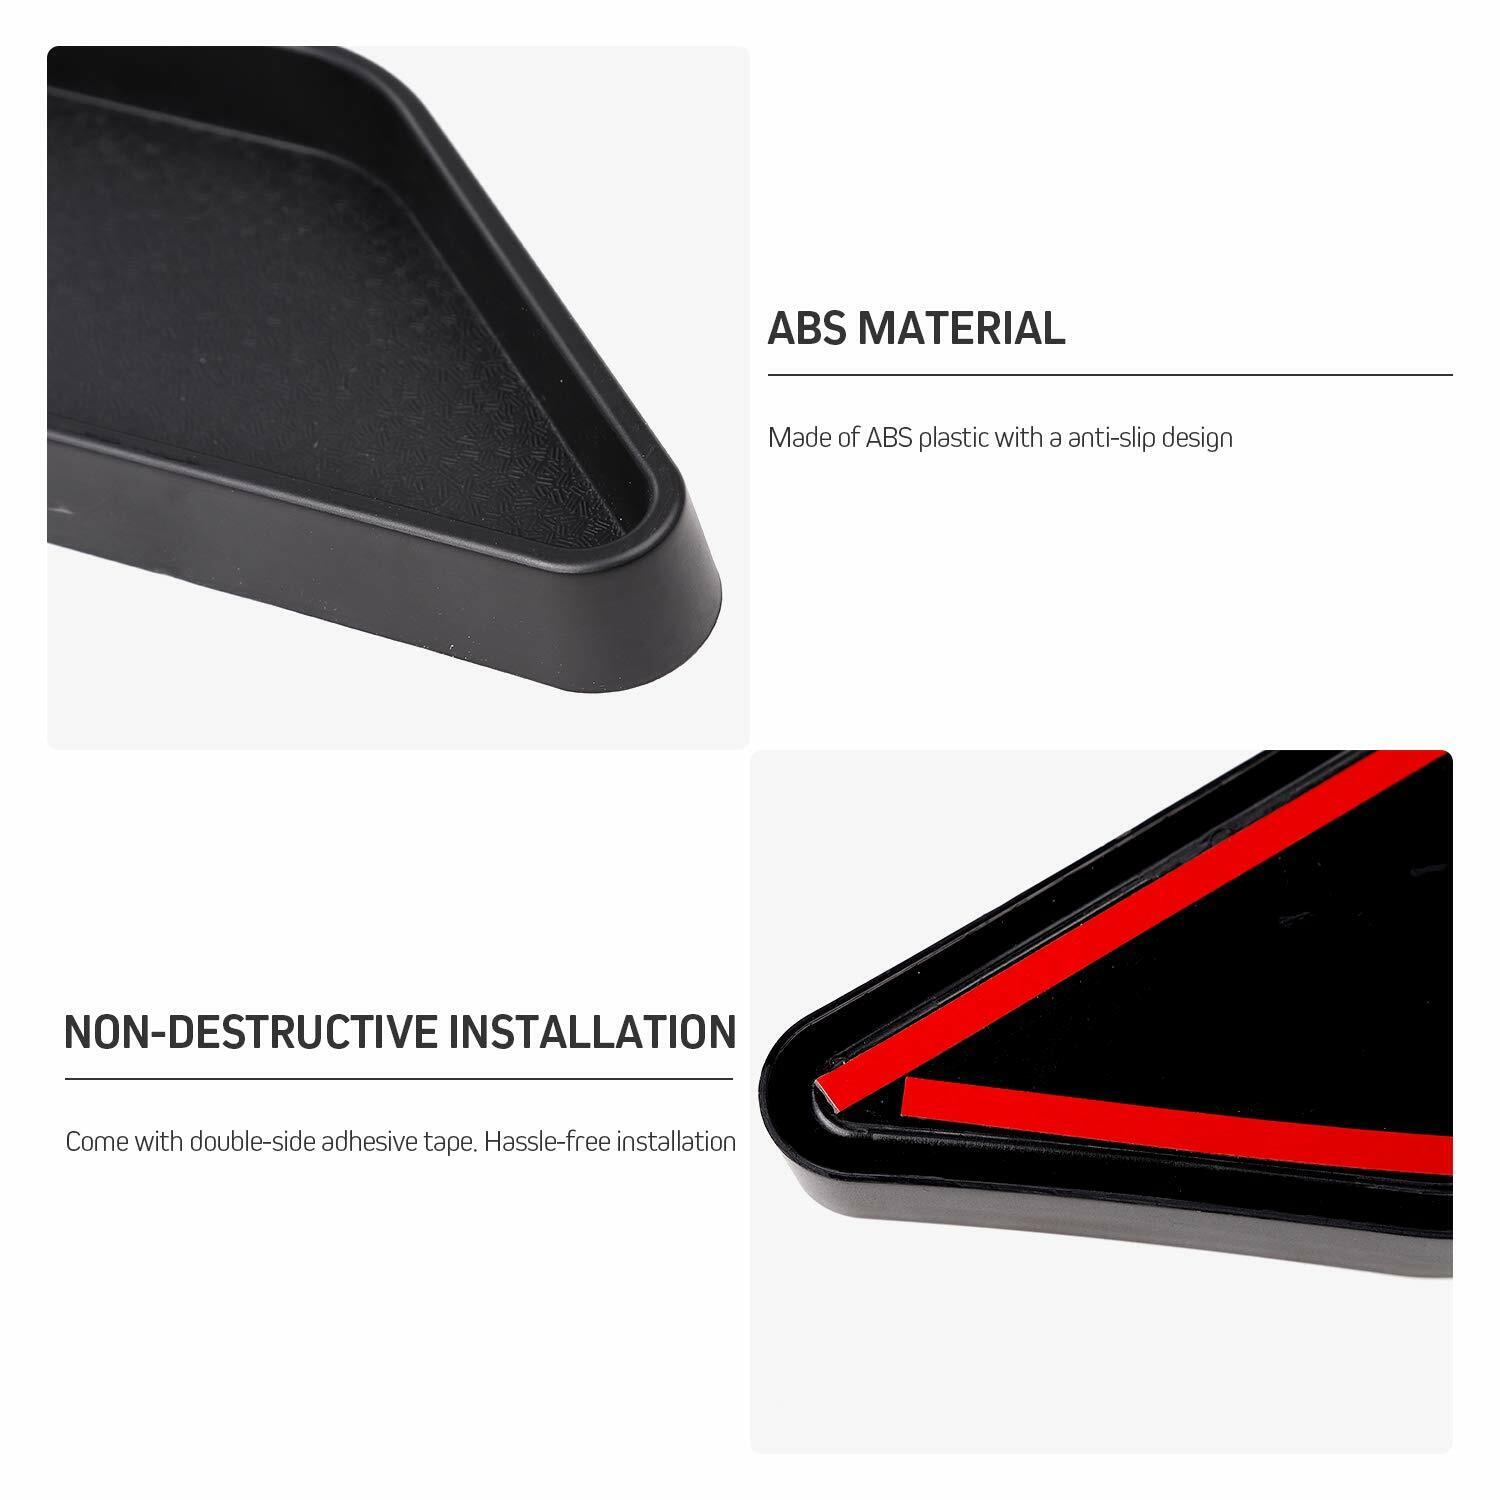 ABS MATERIAL
Made of ABS plastic with a anti-slip design
NON-DESTRUCTIVE INSTALLATION
Come with double-side adhesive tape. Hassle-free installation